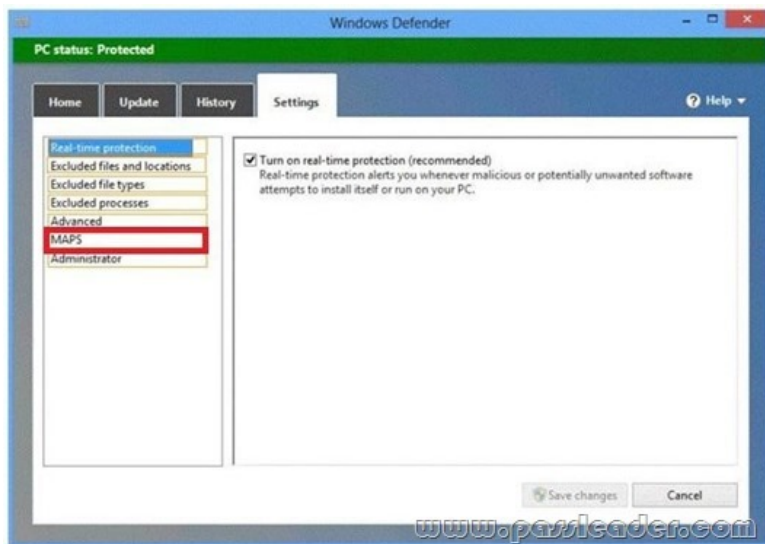 Windows Defender
PC status: Protected
Home
Update
History
Settings
Help
Real-time protection
Excluded files and locations
Excluded file types
Excluded processes
Advanced
MAPS
Administrator
Turn on real-time protection (recommended)
Real-time protection alerts you whenever malicious or potentially unwanted software
attempts to install itself or run on your PC.
Save changes
Cancel
www.passleader.com